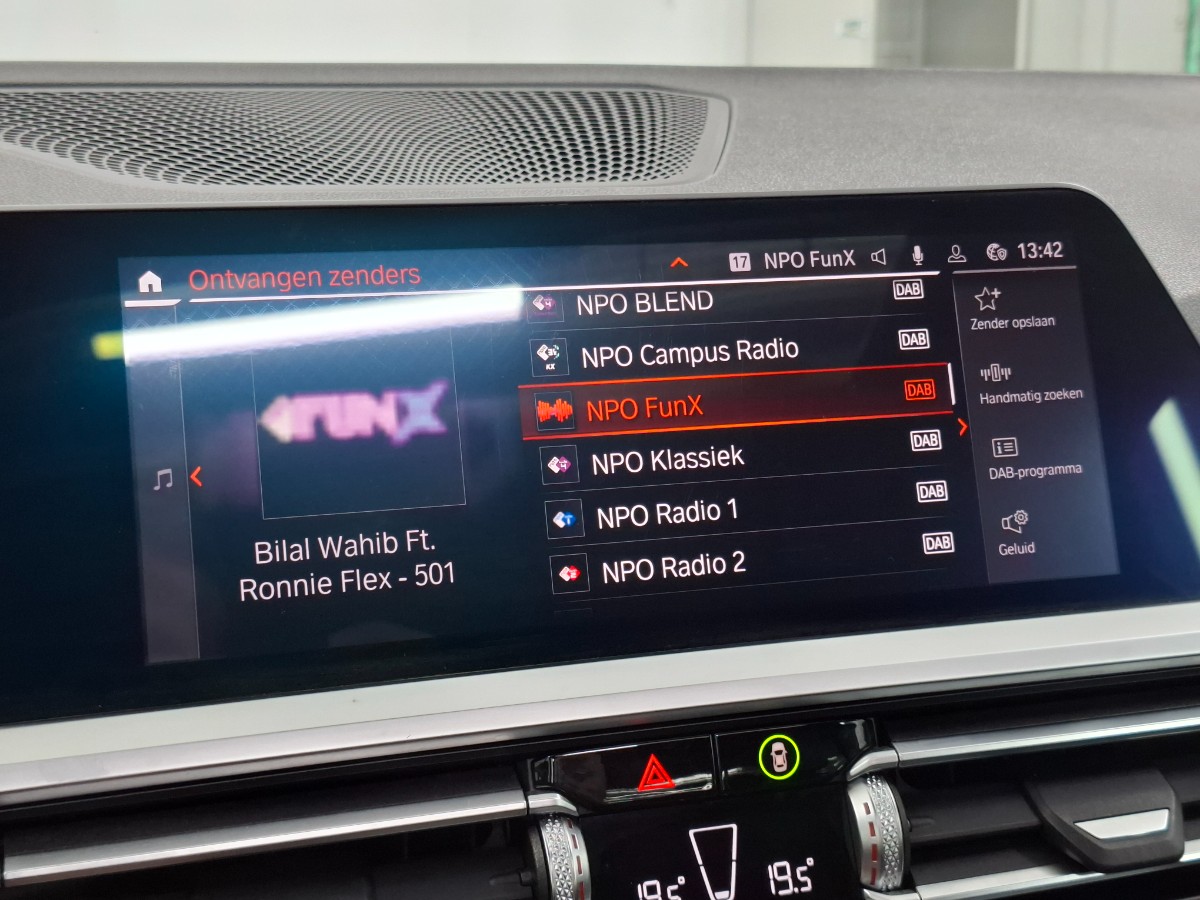 Ontvangen zenders
17 NPO FunX
13:42
NPO BLEND DAB
NPO Campus Radio DAB
NPO FunX DAB
NPO Klassiek DAB
NPO Radio 1 DAB
NPO Radio 2 DAB
FUNX
Bilal Wahib Ft.
Ronnie Flex - 501
Zender opslaan
Handmatig zoeken
DAB-programma
Geluid
19.5° 19.5°